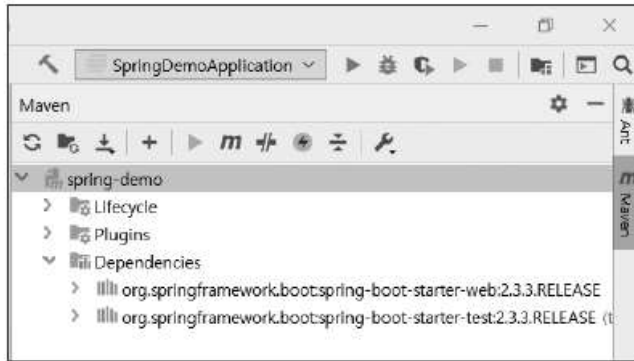 SpringDemoApplication
Maven
Ant
m
spring-demo
m Maven
Lifecycle
Plugins
Dependencies
org.springframework.boot:spring-boot-starter-web:2.3.3.RELEASE
org.springframework.boot:spring-boot-starter-test:2.3.3.RELEASE (t